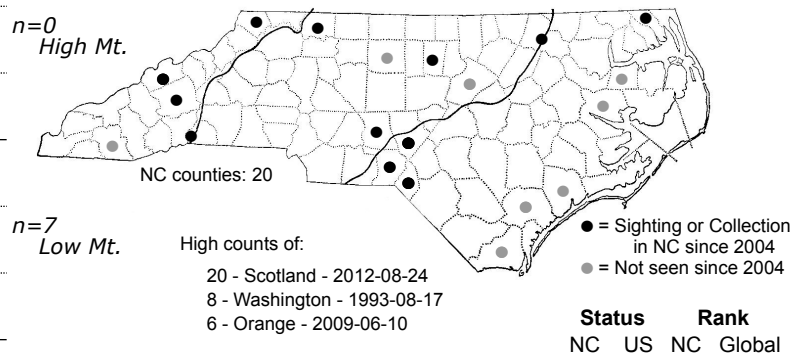 n=0
High Mt.
NC counties: 20
n=7
Low Mt.
High counts of:
20 - Scotland - 2012-08-24
8 - Washington - 1993-08-17
6 - Orange - 2009-06-10
= Sighting or Collection
in NC since 2004
= Not seen since 2004
Status Rank
NC US NC Global